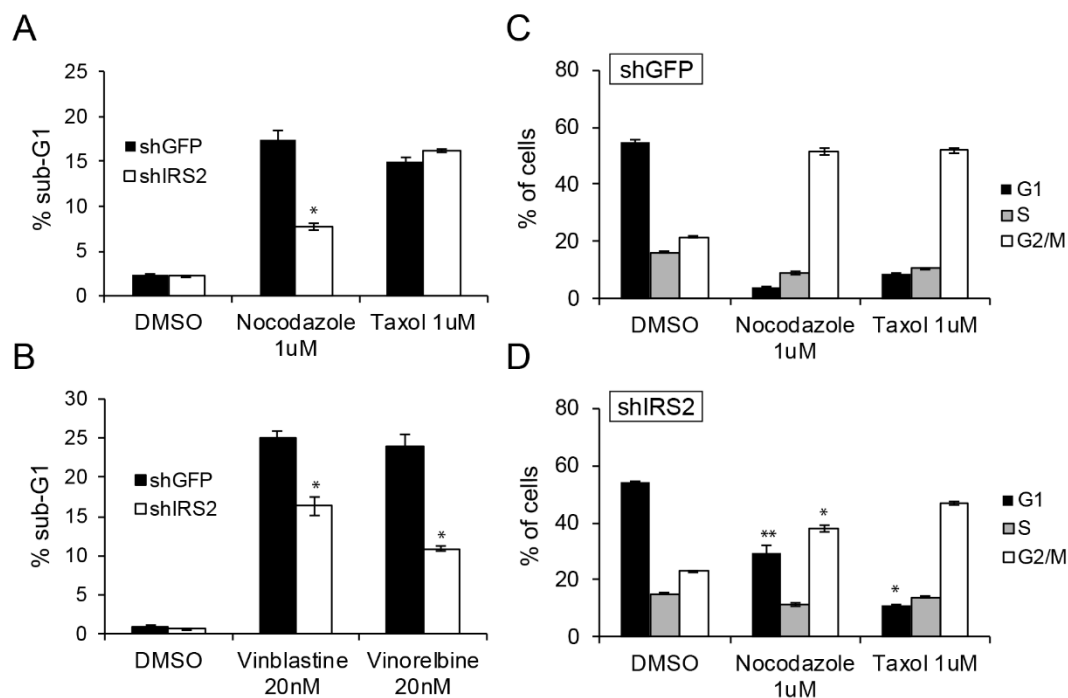 A
% sub-G1
25
20
15
10
5
0
shGFP
shIRS2
*
DMSO
Nocodazole
1uM
Taxol 1uM
B
% sub-G1
30
25
20
15
10
5
0
shGFP
shIRS2
*
*
DMSO
Vinblastine
20nM
Vinorelbine
20nM
C
shGFP
% of cells
80
60
40
20
0
G1
S
G2/M
DMSO
Nocodazole
1uM
Taxol 1uM
D
shIRS2
% of cells
80
60
40
20
0
**
*
*
G1
S
G2/M
DMSO
Nocodazole
1uM
Taxol 1uM